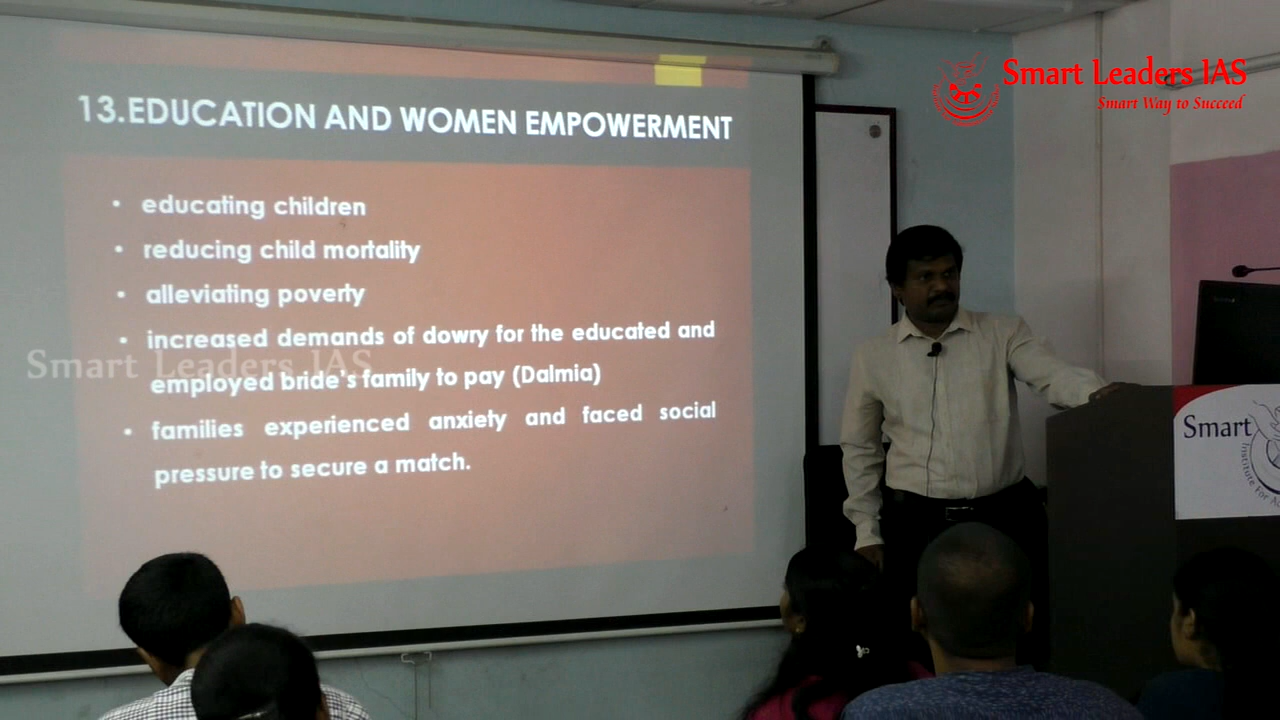 Smart Leaders IAS
Smart Way to Succeed
13.EDUCATION AND WOMEN EMPOWERMENT
• educating children
• reducing child mortality
• alleviating poverty
• increased demands of dowry for the educated and
employed bride's family to pay (Dalmia)
• families experienced anxiety and faced social
pressure to secure a match.
Smart Leaders IAS
Smart
Institute For